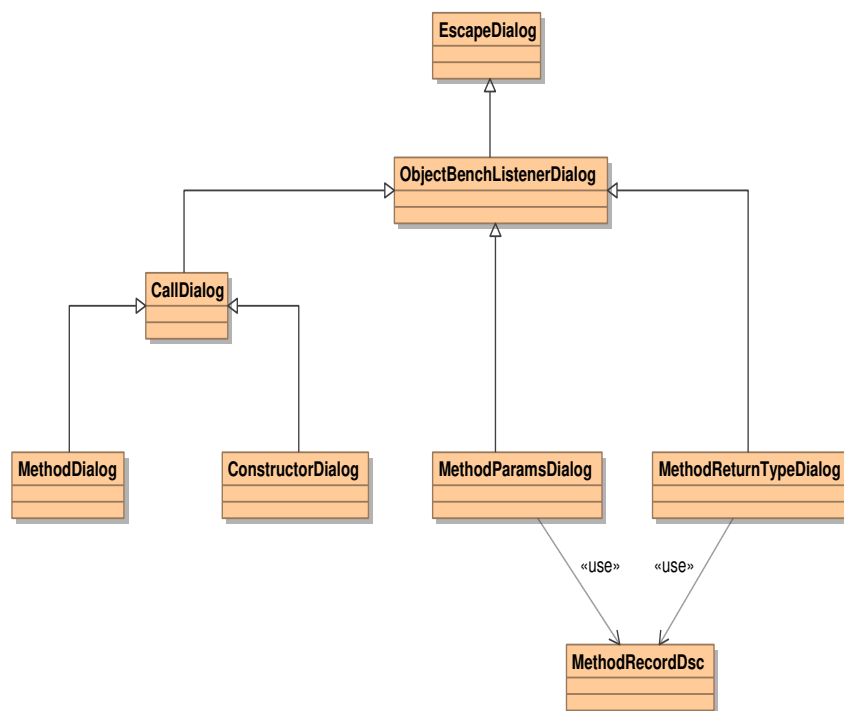 EscapeDialog
ObjectBenchListenerDialog
CallDialog
MethodDialog
ConstructorDialog
MethodParamsDialog
MethodReturnTypeDialog
«use»
«use»
MethodRecordDsc